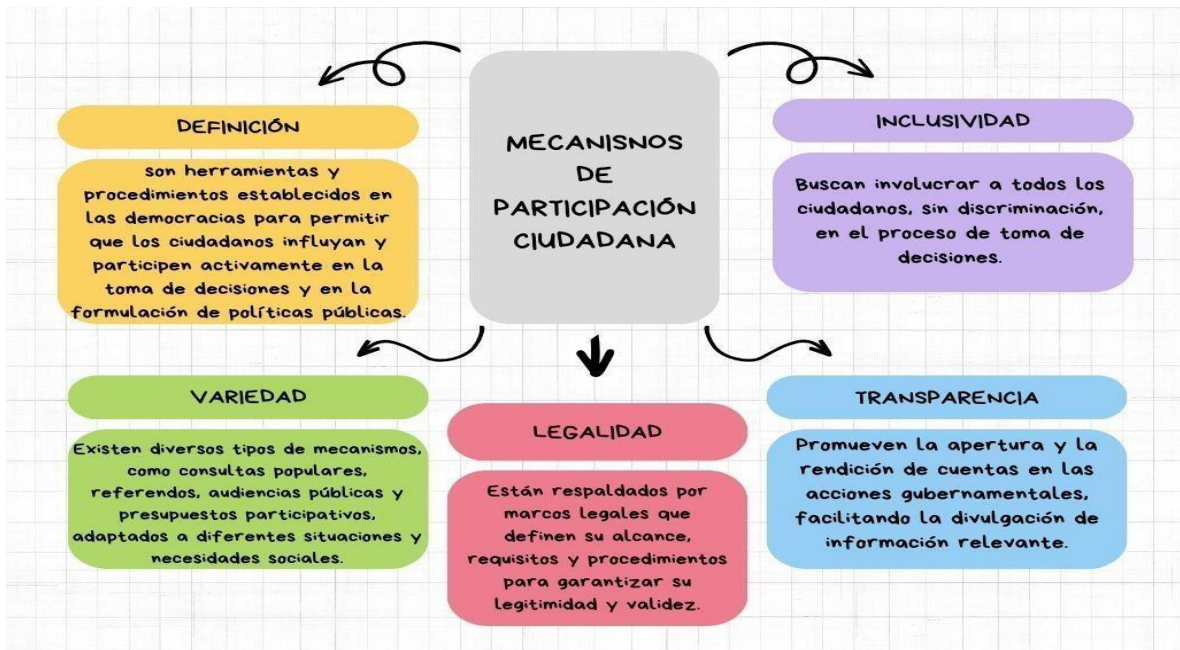 MECANISNOS
DE
PARTICIPACIÓN
CIUDADANA
DEFINICIÓN
son herramientas y
procedimientos establecidos en
las democracias para permitir
que los ciudadanos influyan y
participen activamente en la
toma de decisiones y en la
formulación de políticas públicas.
INCLUSIVIDAD
Buscan involucrar a todos los
ciudadanos, sin discriminación,
en el proceso de toma de
decisiones.
VARIEDAD
Existen diversos tipos de mecanismos,
como consultas populares,
referendos, audiencias públicas y
presupuestos participativos,
adaptados a diferentes situaciones y
necesidades sociales.
LEGALIDAD
Están respaldados por
marcos legales que
definen su alcance,
requisitos y procedimientos
para garantizar su
legitimidad y validez.
TRANSPARENCIA
Promueven la apertura y la
rendición de cuentas en las
acciones gubernamentales,
facilitando la divulgación de
información relevante.